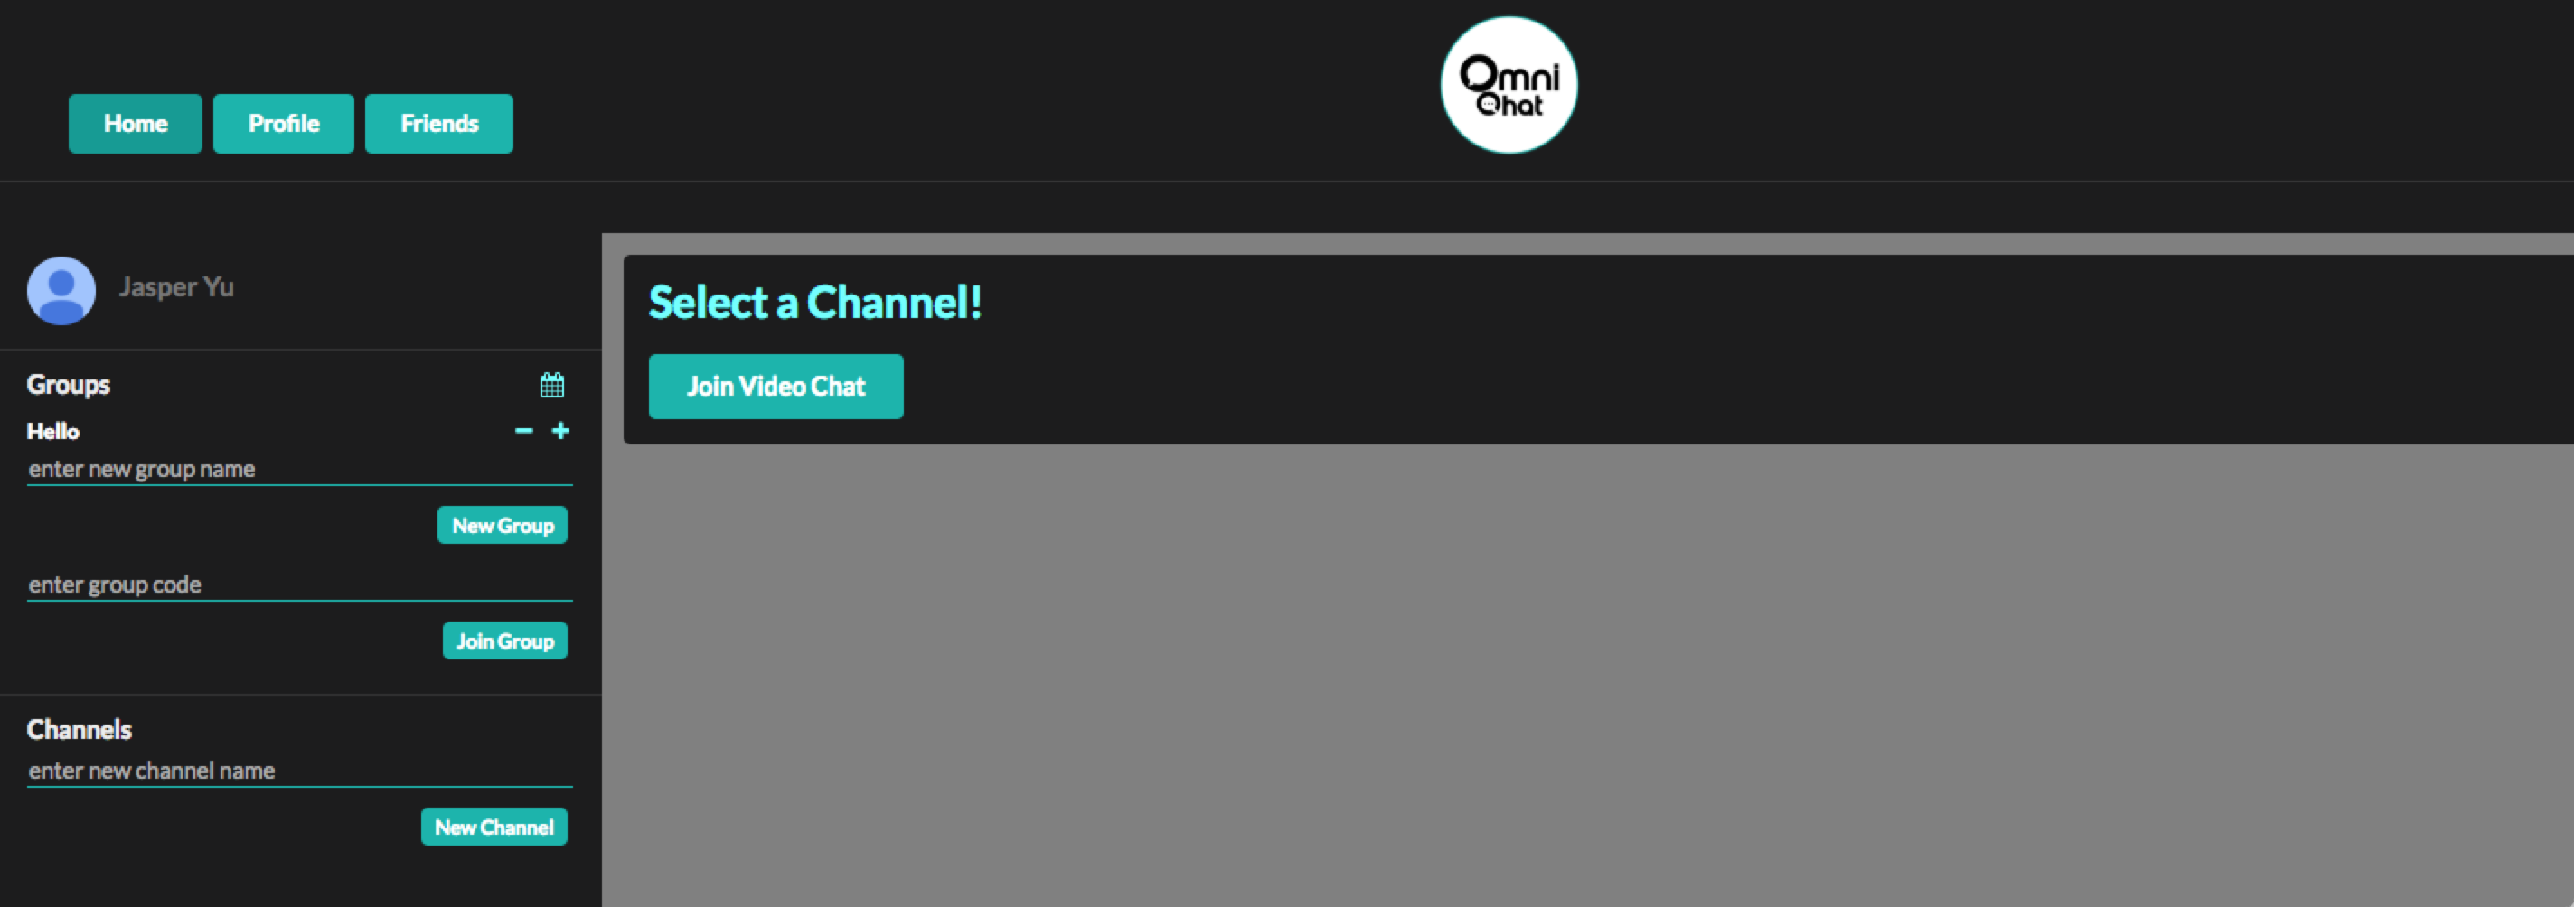 Omni
Chat
Home
Profile
Friends
Jasper Yu
Groups
Hello
enter new group name
New Group
enter group code
Join Group
Channels
enter new channel name
New Channel
Select a Channel!
Join Video Chat